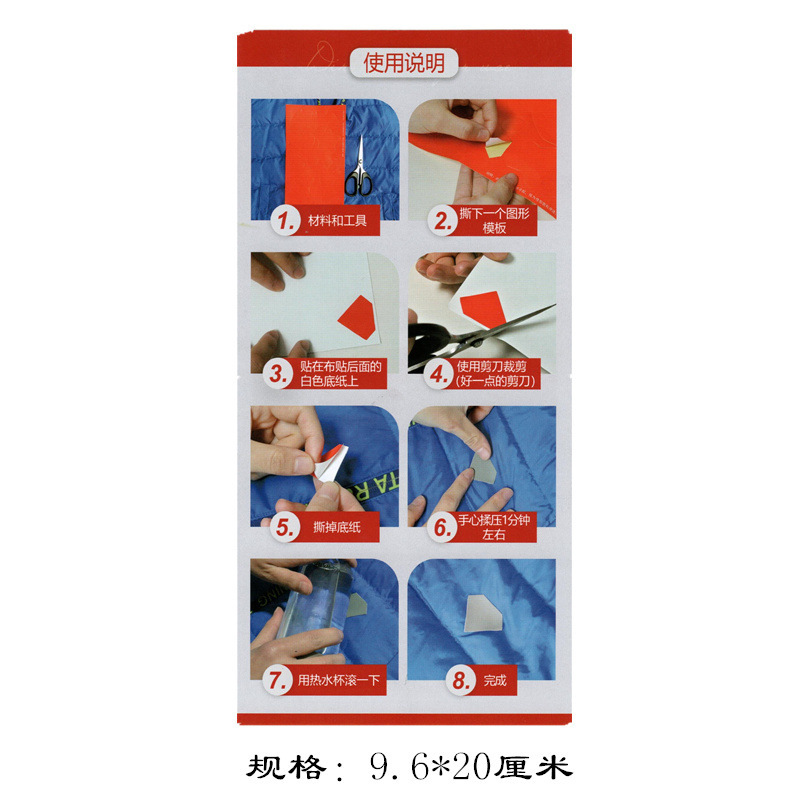 使用说明
1. 材料和工具
2. 撕下一个图形
模板
3. 贴在布贴后面的
白色底纸上
4. 使用剪刀裁剪
(好一点的剪刀)
TA R
5. 撕掉底纸
6. 手心揉压1分钟
左右
7. 用热水杯滚一下
8. 完成
规格: 9.6*20厘米